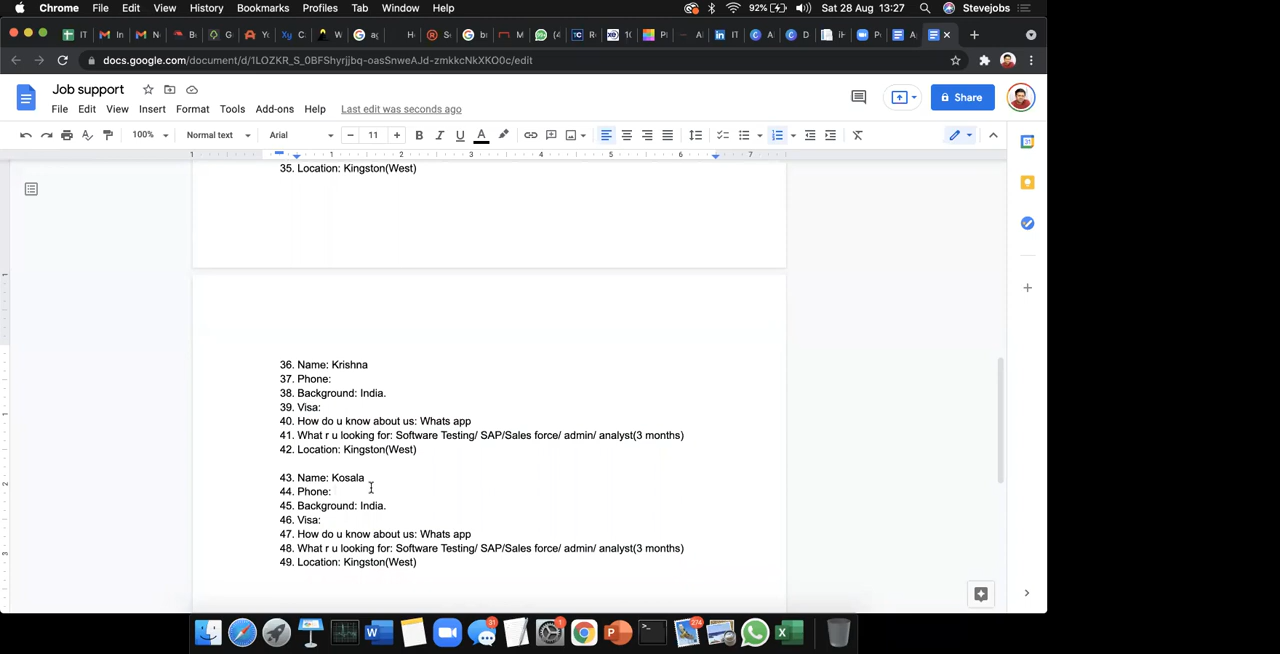 Chrome File Edit View History Bookmarks Profiles Tab Window Help 92% Sat 28 Aug 13:27 Stevejobs
docs.google.com/document/d/1LOZKR_S_0BFShyrjjbq-oasSnweAJd-zmkkcNkXKO0c/edit
Job support
File Edit View Insert Format Tools Add-ons Help Last edit was seconds ago
Share
100% Normal text Arial 11
35. Location: Kingston(West)
36. Name: Krishna
37. Phone:
38. Background: India.
39. Visa:
40. How do u know about us: Whats app
41. What r u looking for: Software Testing/ SAP/Sales force/ admin/ analyst(3 months)
42. Location: Kingston(West)
43. Name: Kosala
44. Phone:
45. Background: India.
46. Visa:
47. How do u know about us: Whats app
48. What r u looking for: Software Testing/ SAP/Sales force/ admin/ analyst(3 months)
49. Location: Kingston(West)